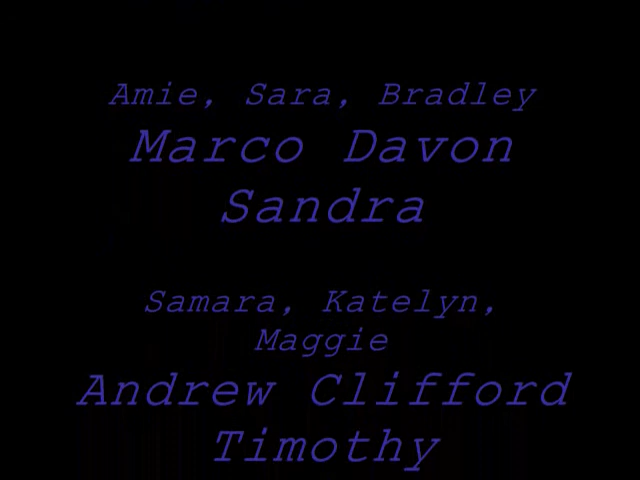 Amie, Sara, Bradley
Marco Davon
Sandra
Samara, Katelyn,
Maggie
Andrew Clifford
Timothy